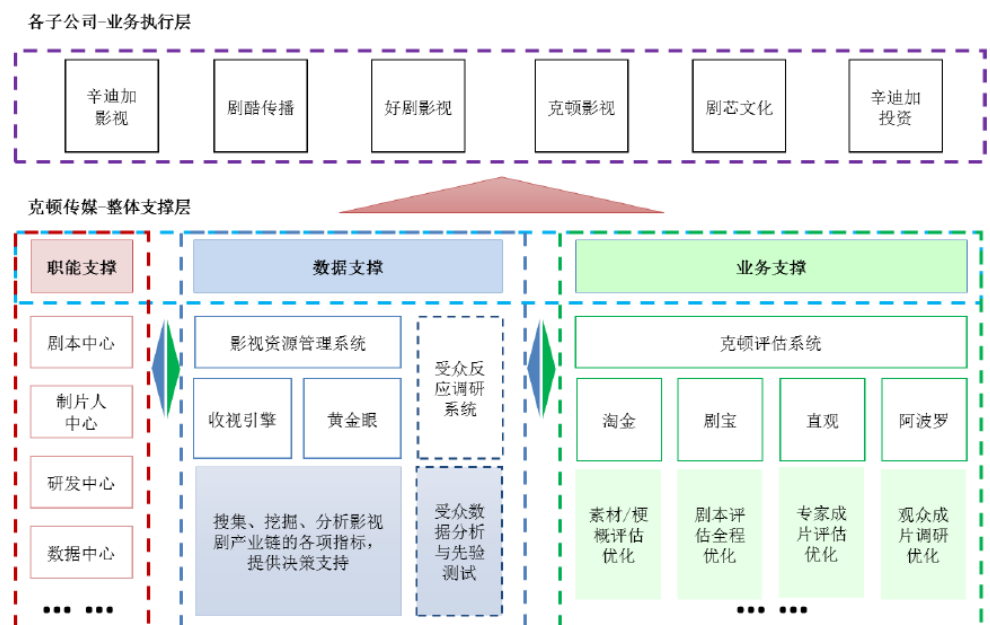 各子公司-业务执行层
辛迪加
影视
剧酷传播
好剧影视
克顿影视
剧芯文化
辛迪加
投资
克顿传媒-整体支撑层
职能支撑
数据支撑
业务支撑
剧本中心
制片人
中心
研发中心
数据中心
... ...
影视资源管理系统
收视引擎
黄金眼
受众反
应调研
系统
搜集、挖掘、分析影视
剧产业链的各项指标,
提供决策支持
受众数
据分析
与先验
测试
克顿评估系统
淘金
剧宝
直观
阿波罗
素材/梗
概评估
优化
剧本评
估全程
优化
专家成
片评估
优化
观众成
片调研
优化
... ...